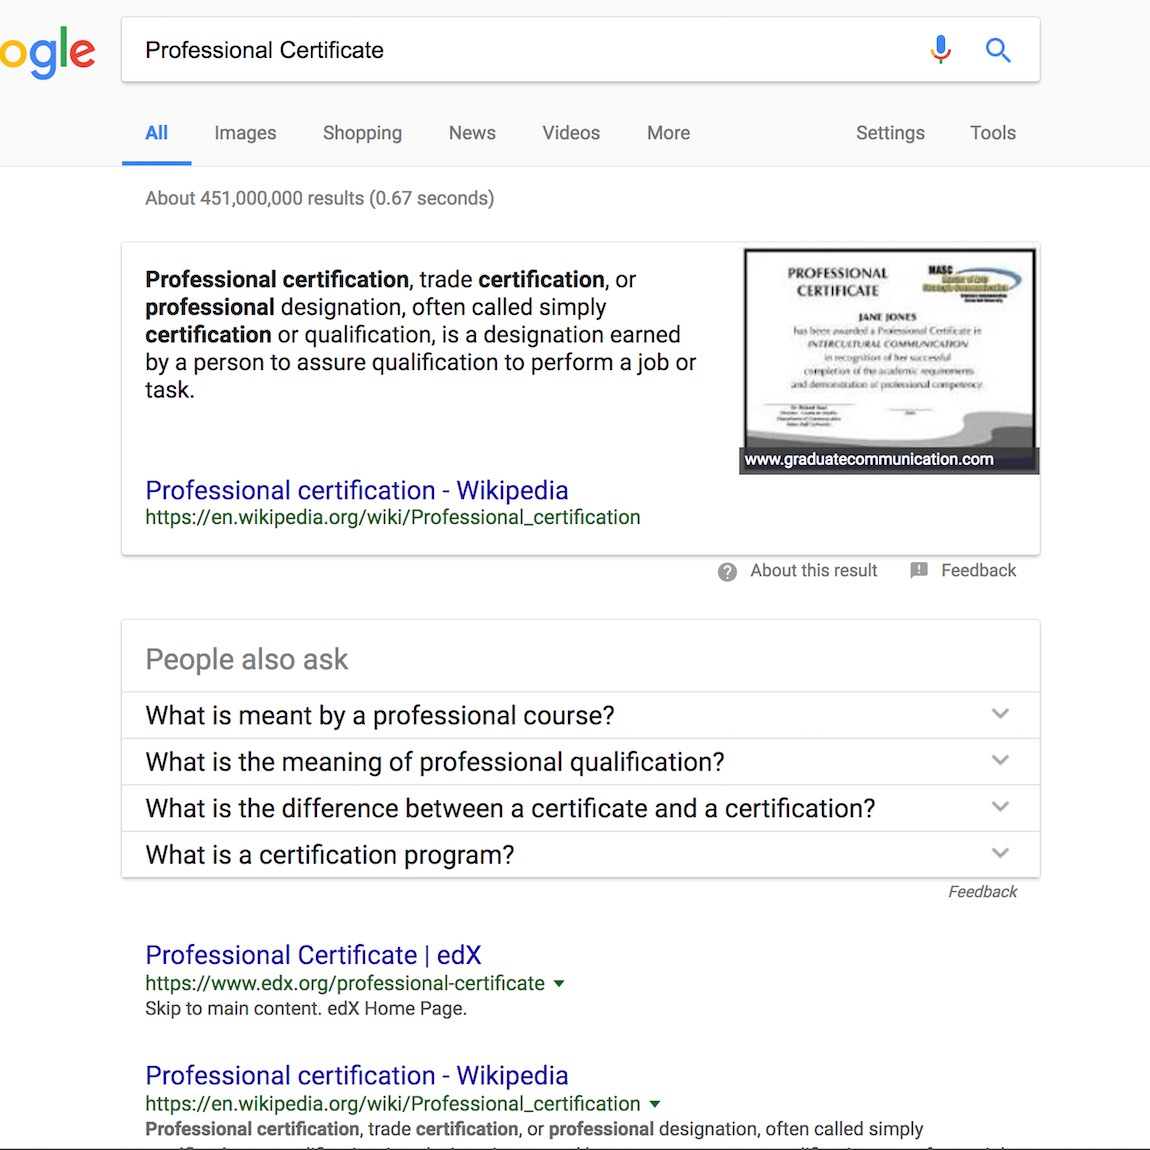 ogle
Professional Certificate
All Images Shopping News Videos More Settings Tools
About 451,000,000 results (0.67 seconds)
Professional certification, trade certification, or
professional designation, often called simply
certification or qualification, is a designation earned
by a person to assure qualification to perform a job or
task.
PROFESSIONAL
CERTIFICATE
MASC
JANE JONES
has been awarded a Professional Certificate in
INTERCULTURAL COMMUNICATION
in recognition of her successful
completion of the academic requirements
and demonstration of professional competency.
www.graduatecommunication.com
Professional certification - Wikipedia
https://en.wikipedia.org/wiki/Professional_certification
About this result Feedback
People also ask
What is meant by a professional course?
What is the meaning of professional qualification?
What is the difference between a certificate and a certification?
What is a certification program?
Feedback
Professional Certificate | edX
https://www.edx.org/professional-certificate
Skip to main content. edX Home Page.
Professional certification - Wikipedia
https://en.wikipedia.org/wiki/Professional_certification
Professional certification, trade certification, or professional designation, often called simply